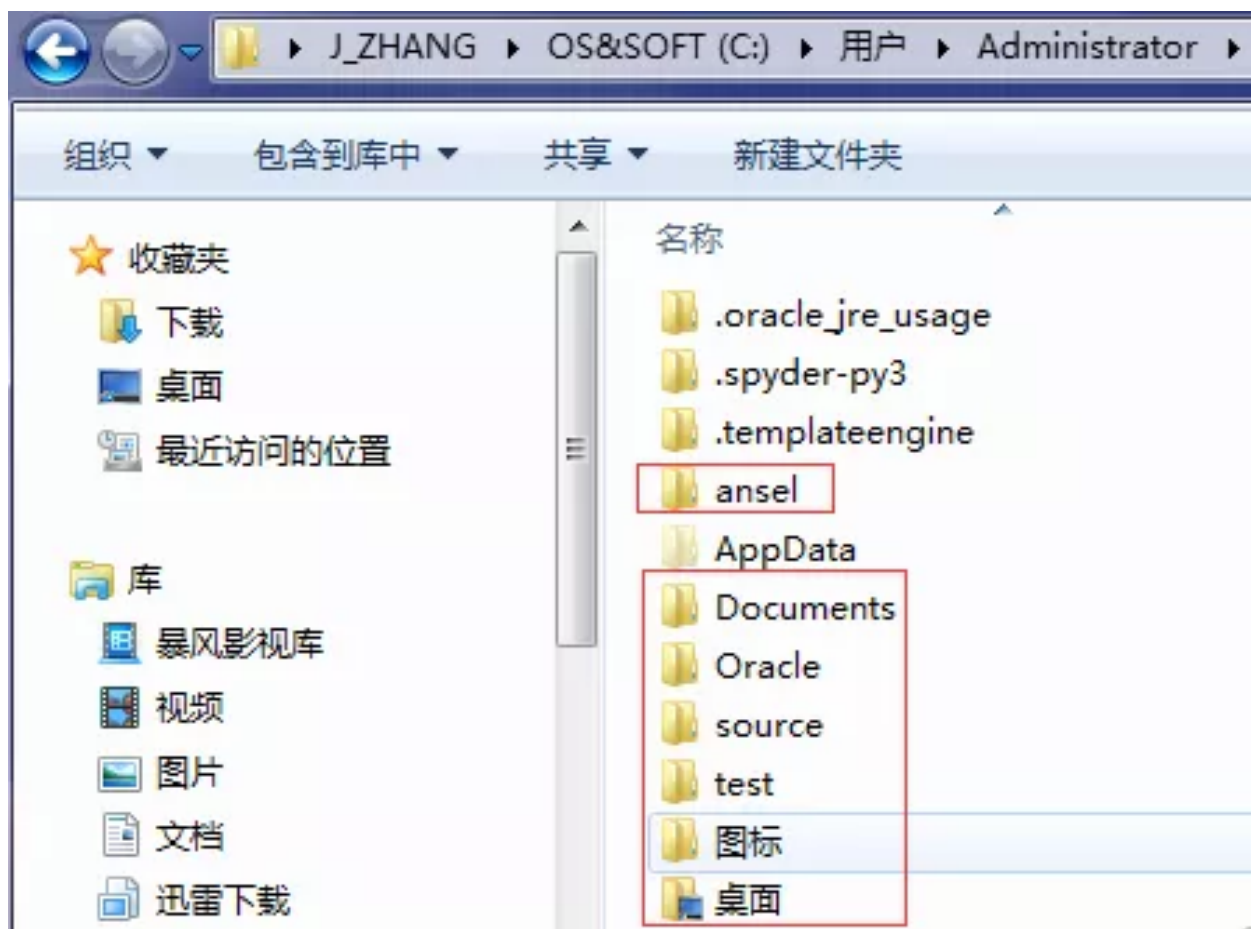 J_ZHANG OS&SOFT (C:) 用户 Administrator
组织 包含到库中 共享 新建文件夹
收藏夹
下载
桌面
最近访问的位置
库
暴风影视库
视频
图片
文档
迅雷下载
名称
.oracle_jre_usage
.spyder-py3
.templateengine
ansel
AppData
Documents
Oracle
source
test
图标
桌面